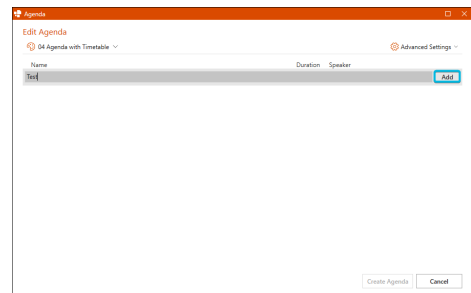 Agenda
Edit Agenda
04 Agenda with Timetable
Advanced Settings
Name Duration Speaker
Test Add
Create Agenda Cancel